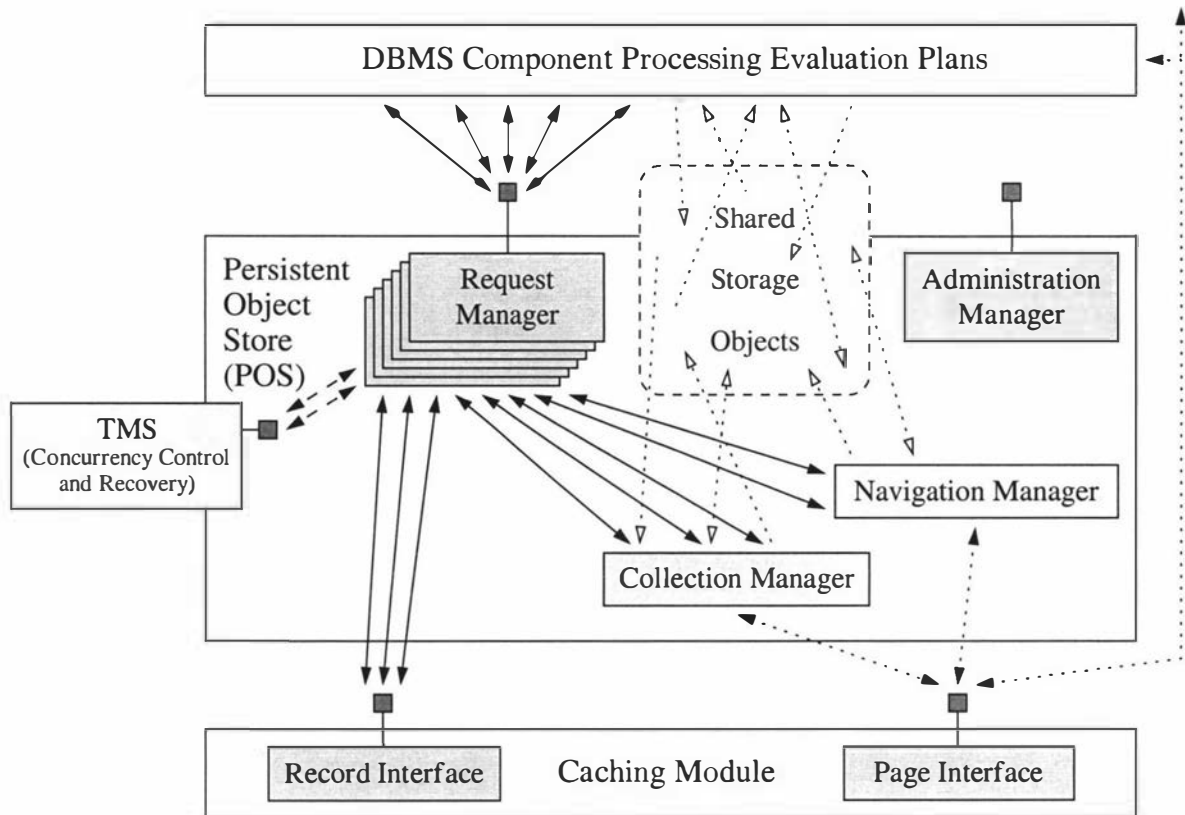 DBMS Component Processing Evaluation Plans
Shared
Storage
Objects
Persistent
Object
Store
(POS)
Request
Manager
Administration
Manager
TMS
(Concurrency Control
and Recovery)
Navigation Manager
Collection Manager
Record Interface
Caching Module
Page Interface